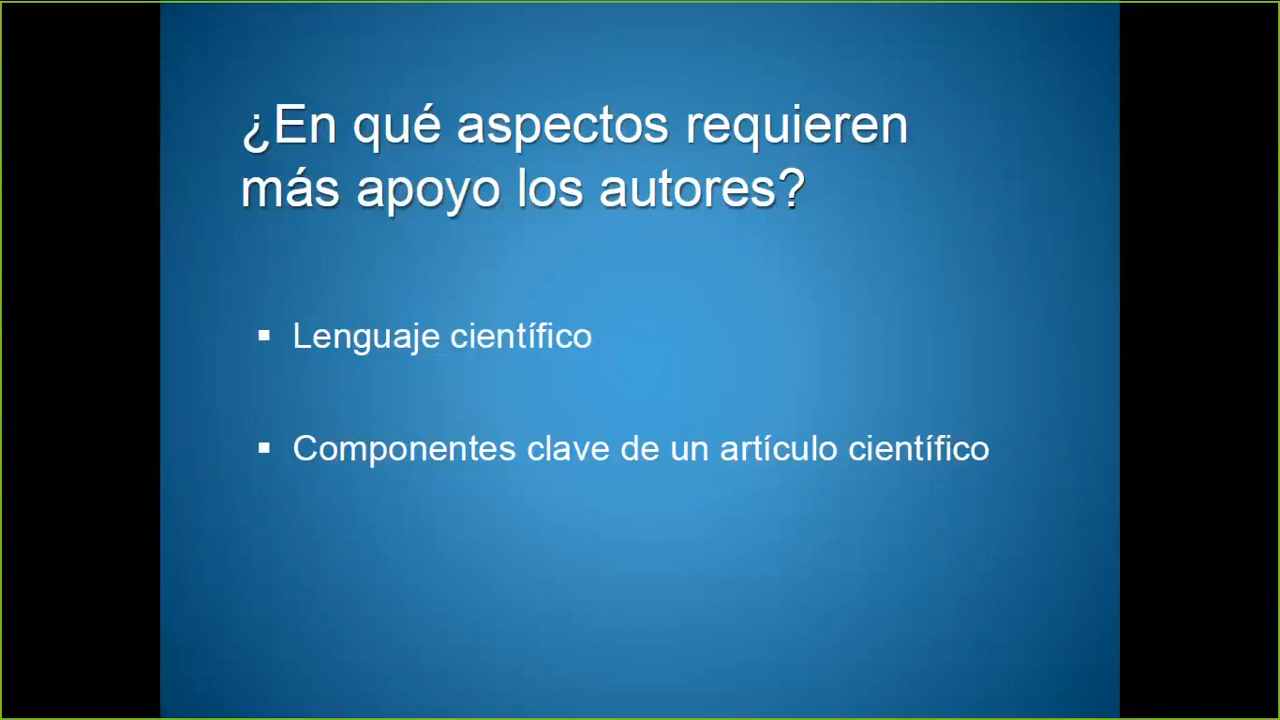 ¿En qué aspectos requieren
más apoyo los autores?
▪ Lenguaje científico
▪ Componentes clave de un artículo científico